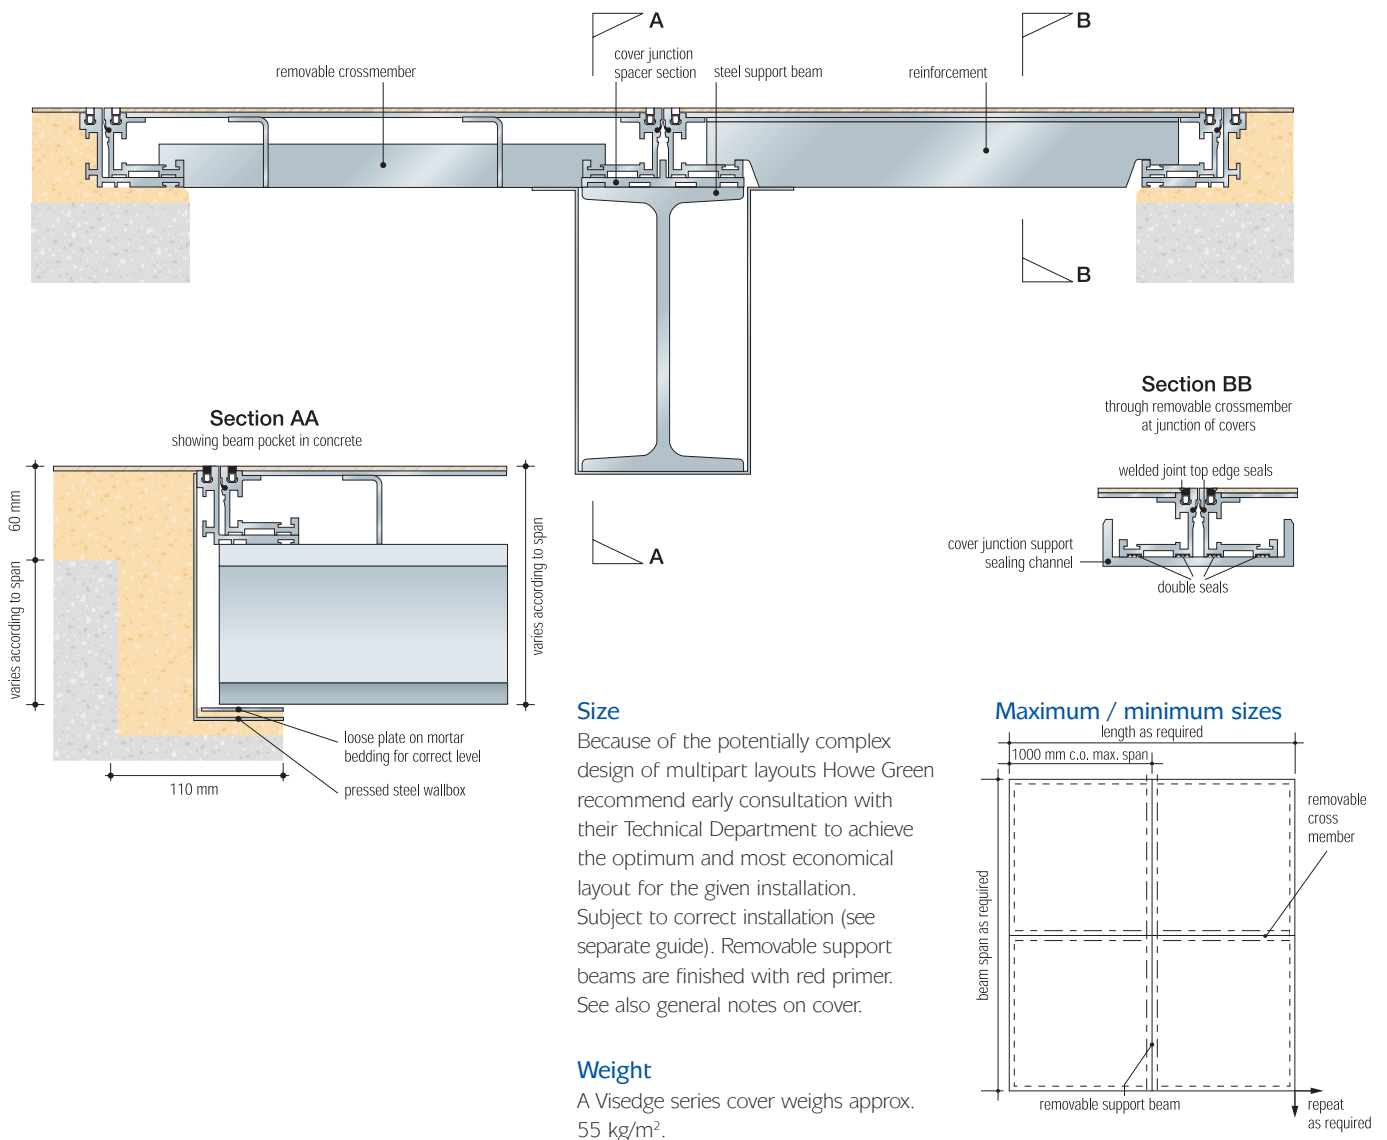 A
B
cover junction
spacer section
removable crossmember
steel support beam
reinforcement
B
A
Section AA
showing beam pocket in concrete
60 mm
varies according to span
varies according to span
loose plate on mortar
bedding for correct level
110 mm
pressed steel wallbox
Section BB
through removable crossmember
at junction of covers
welded joint top edge seals
cover junction support
sealing channel
double seals
Size
Because of the potentially complex
design of multipart layouts Howe Green
recommend early consultation with
their Technical Department to achieve
the optimum and most economical
layout for the given installation.
Subject to correct installation (see
separate guide). Removable support
beams are finished with red primer.
See also general notes on cover.
Weight
A Visedge series cover weighs approx.
55 kg/m².
Maximum / minimum sizes
length as required
1000 mm c.o. max. span
removable
cross
member
beam span as required
removable support beam
repeat
as required